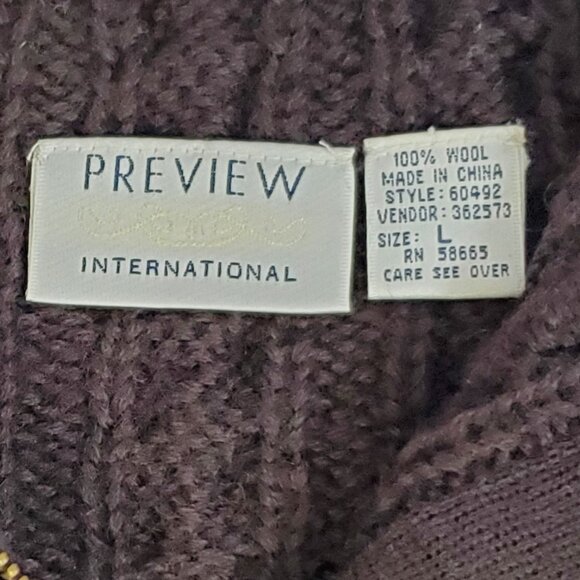 PREVIEW
INTERNATIONAL
100% WOOL
MADE IN CHINA
STYLE: 60492
VENDOR: 362573
SIZE: L
RN 58665
CARE SEE OVER